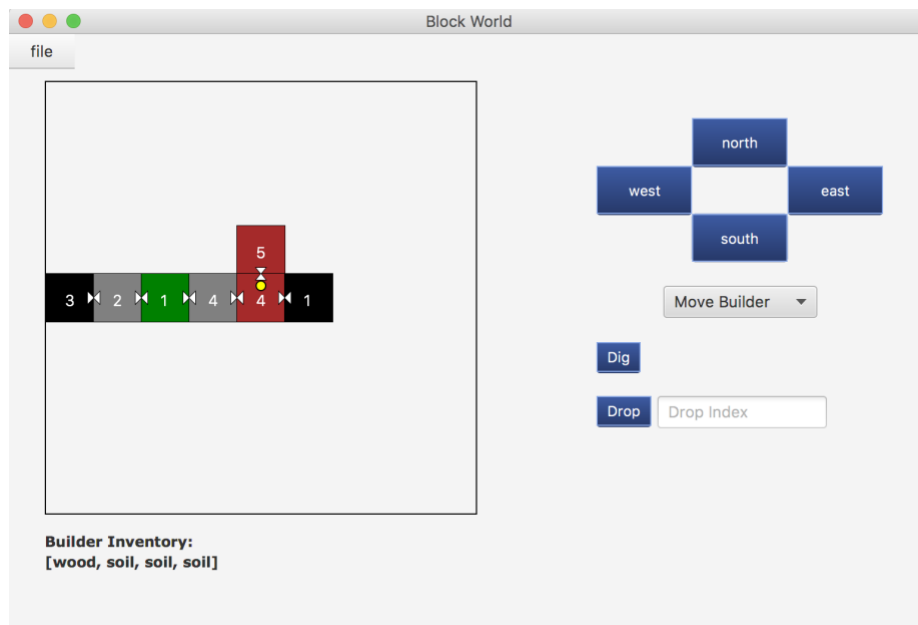 Block World
file
north
west
east
south
5
3 2 1 4 4 1
Move Builder
Dig
Drop
Drop Index
Builder Inventory:
[wood, soil, soil, soil]